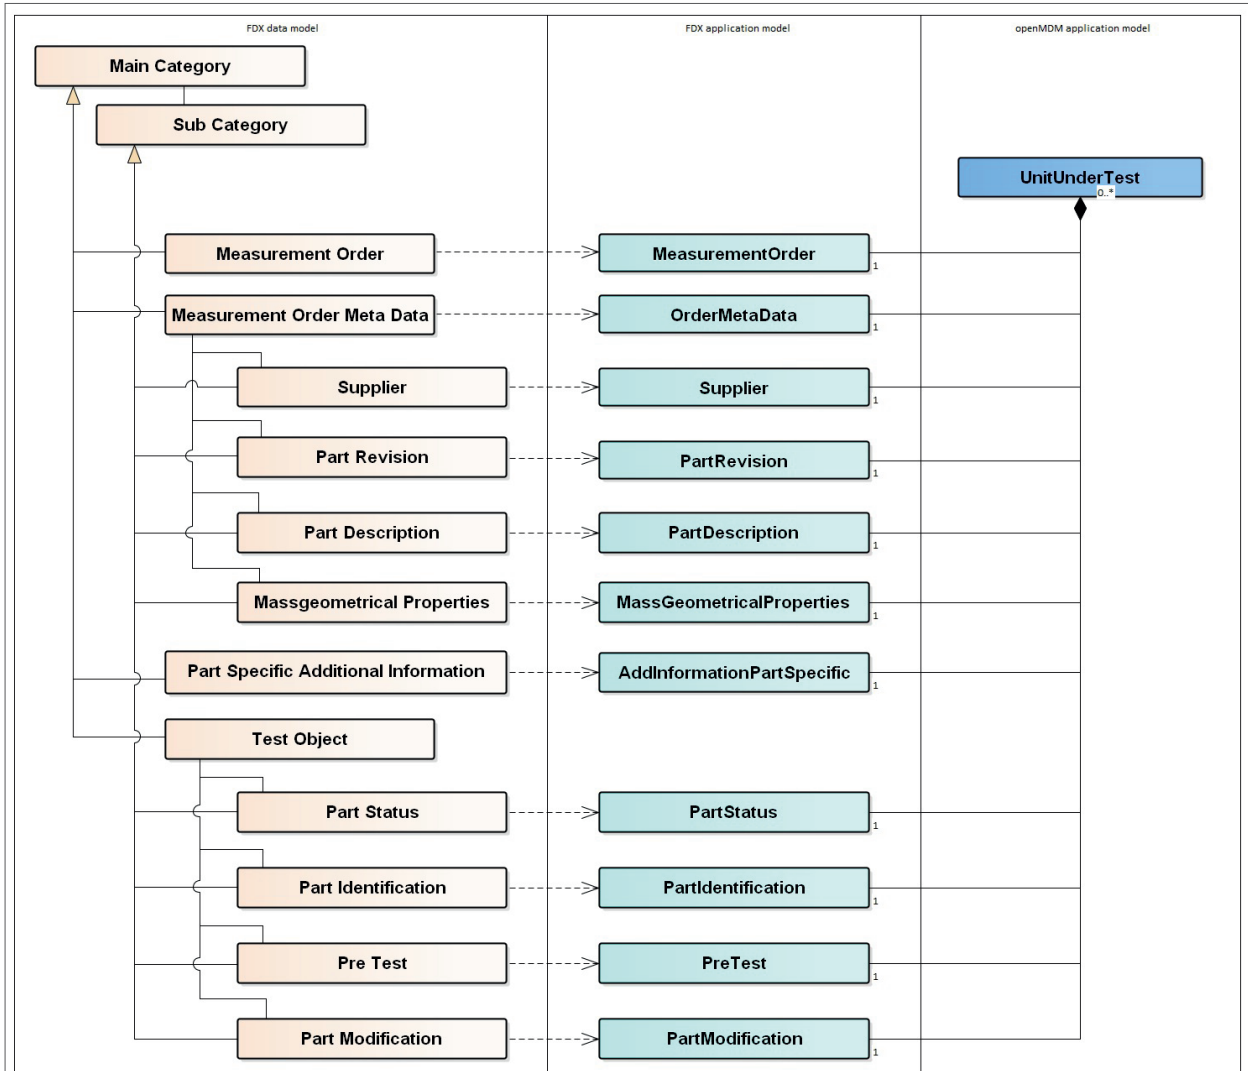 FDX data model
FDX application model
openMDM application model
Main Category
Sub Category
UnitUnderTest
0..*
Measurement Order
MeasurementOrder
1
Measurement Order Meta Data
OrderMetaData
1
Supplier
Supplier
1
Part Revision
PartRevision
1
Part Description
PartDescription
1
Massgeometrical Properties
MassGeometricalProperties
1
Part Specific Additional Information
AddInformationPartSpecific
1
Test Object
Part Status
PartStatus
1
Part Identification
PartIdentification
1
Pre Test
PreTest
1
Part Modification
PartModification
1